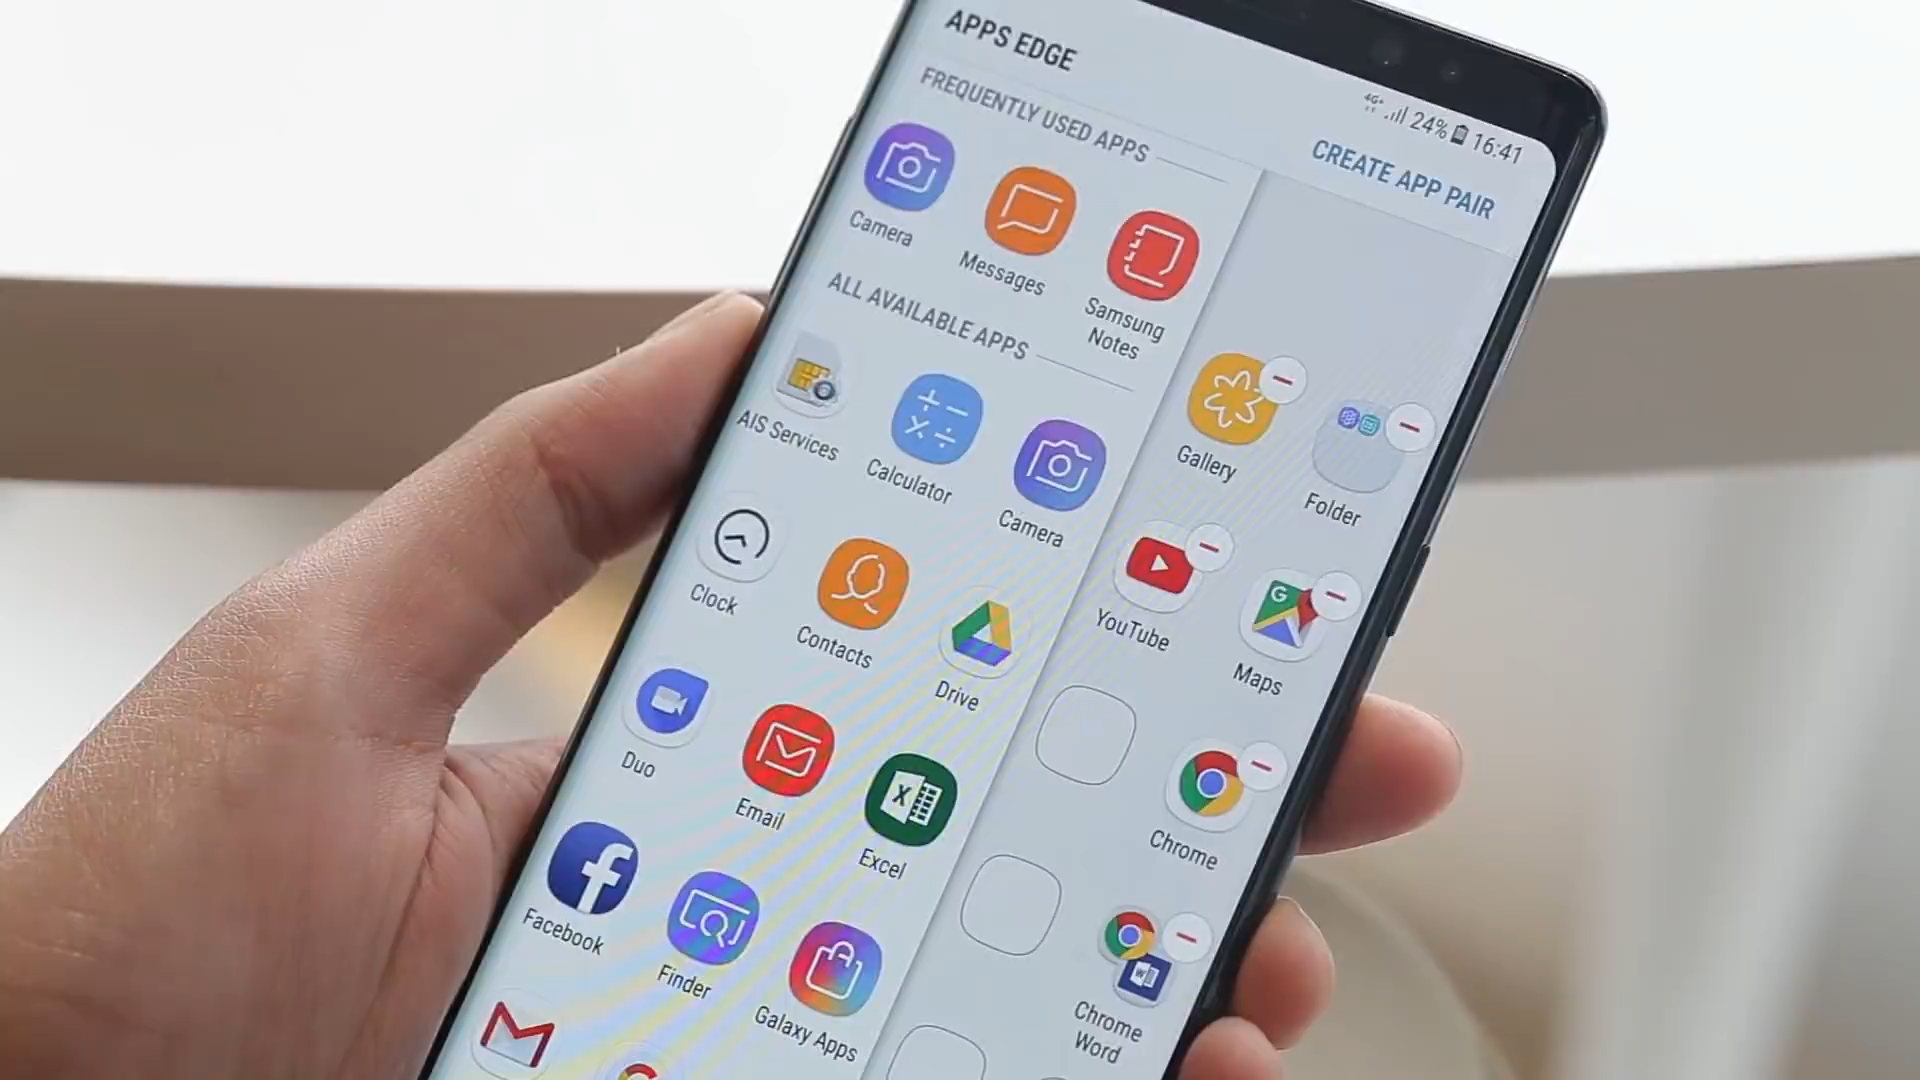 APPS EDGE
4G+ 24% 16:41
CREATE APP PAIR
FREQUENTLY USED APPS
Camera
Messages
Samsung
Notes
ALL AVAILABLE APPS
AIS Services
Calculator
Camera
Clock
Contacts
Drive
Duo
Email
X
Excel
f
Facebook
Finder
Galaxy Apps
Gallery
Folder
YouTube
G
Maps
Chrome
W
Chrome
Word